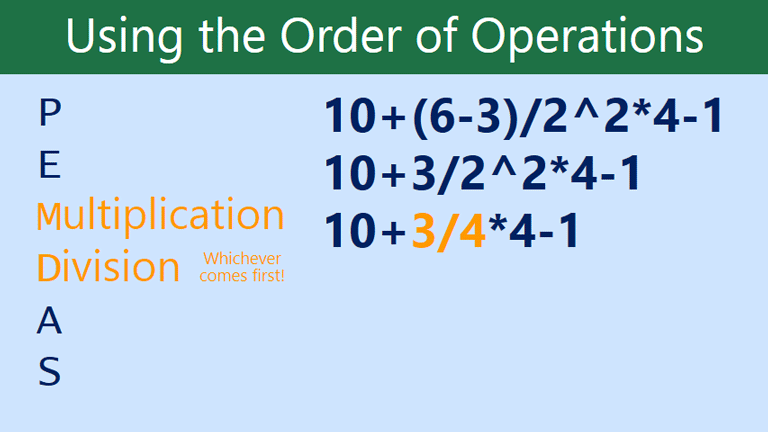 Using the Order of Operations
P
E
Multiplication
Division
Whichever
comes first!
A
S
10+(6-3)/2^2*4-1
10+3/2^2*4-1
10+3/4*4-1